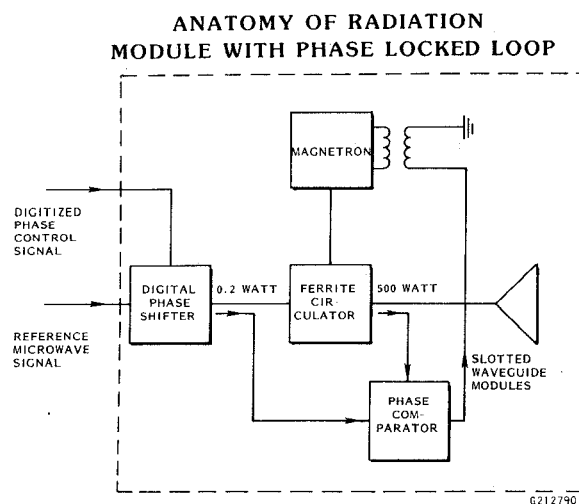 ANATOMY OF RADIATION
MODULE WITH PHASE LOCKED LOOP
MAGNETRON
DIGITIZED
PHASE
CONTROL
SIGNAL
DIGITAL
PHASE
SHIFTER
0.2 WATT
FERRITE
CIR-
CULATOR
500 WATT
REFERENCE
MICROWAVE
SIGNAL
SLOTTED
WAVEGUIDE
MODULES
PHASE
COM-
PARATOR
G212790